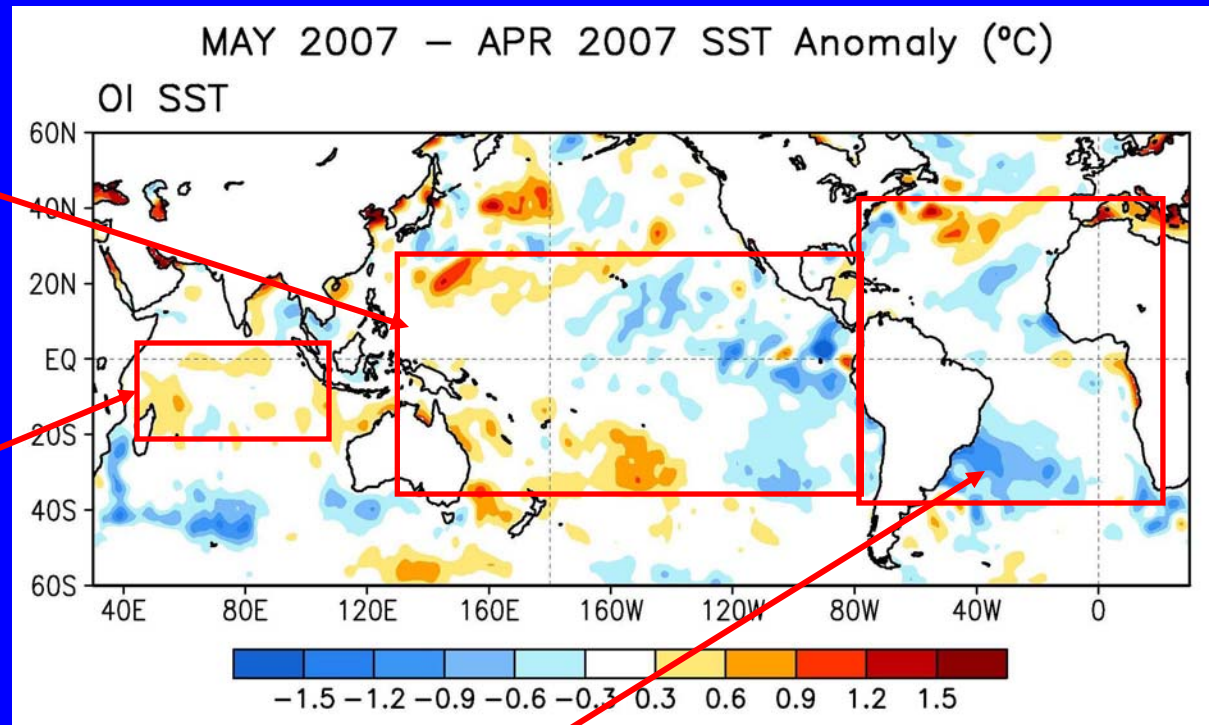 MAY 2007 – APR 2007 SST Anomaly (ºC)
OI SST
60N
40N
20N
EQ
20S
40S
60S
40E 80E 120E 160E 160W 120W 80W 40W 0
−1.5 −1.2 −0.9 −0.6 −0.3 0.3 0.6 0.9 1.2 1.5